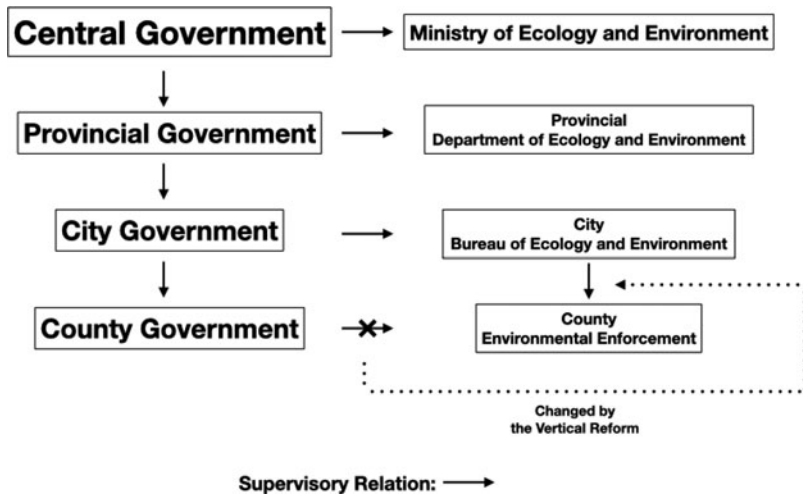 Central Government
Ministry of Ecology and Environment
Provincial Government
Provincial
Department of Ecology and Environment
City Government
City
Bureau of Ecology and Environment
County Government
County
Environmental Enforcement
Changed by
the Vertical Reform
Supervisory Relation: